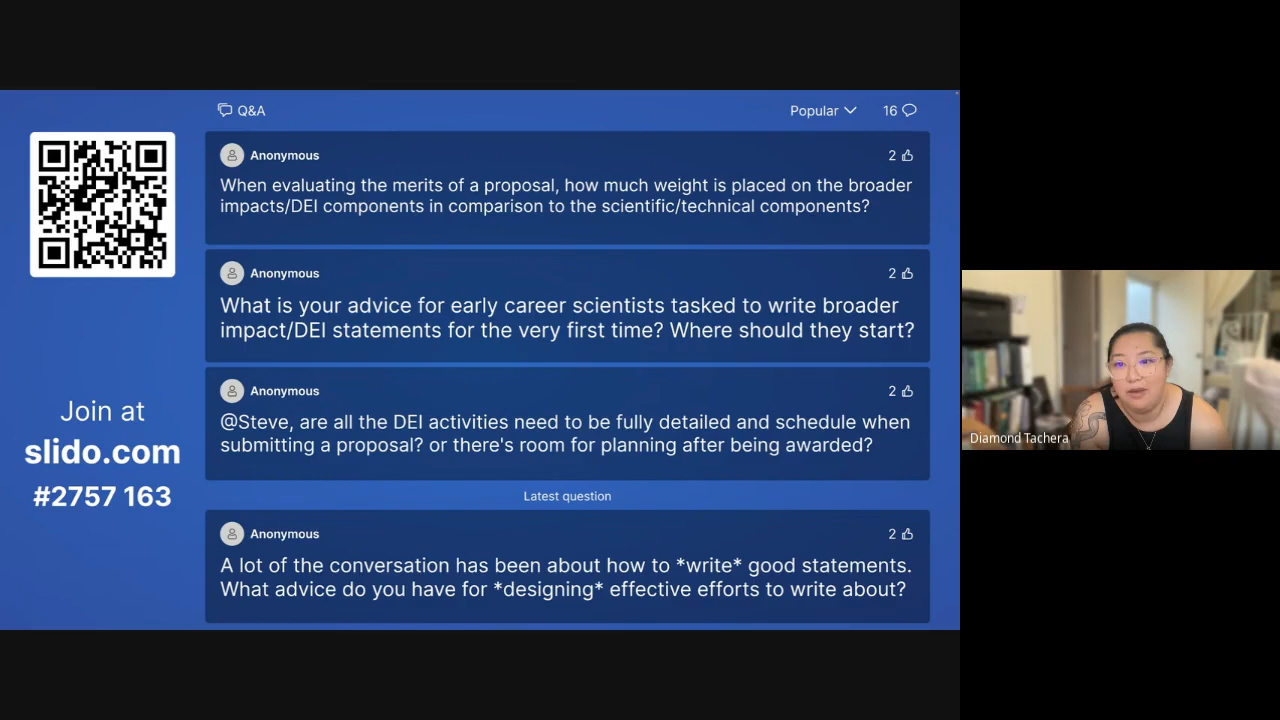 Q&A
Popular
16
Anonymous
2
When evaluating the merits of a proposal, how much weight is placed on the broader
impacts/DEI components in comparison to the scientific/technical components?
Anonymous
2
What is your advice for early career scientists tasked to write broader
impact/DEI statements for the very first time? Where should they start?
Anonymous
2
@Steve, are all the DEI activities need to be fully detailed and schedule when
submitting a proposal? or there's room for planning after being awarded?
Latest question
Anonymous
2
A lot of the conversation has been about how to *write* good statements.
What advice do you have for *designing* effective efforts to write about?
Join at
slido.com
#2757 163
Diamond Tachera